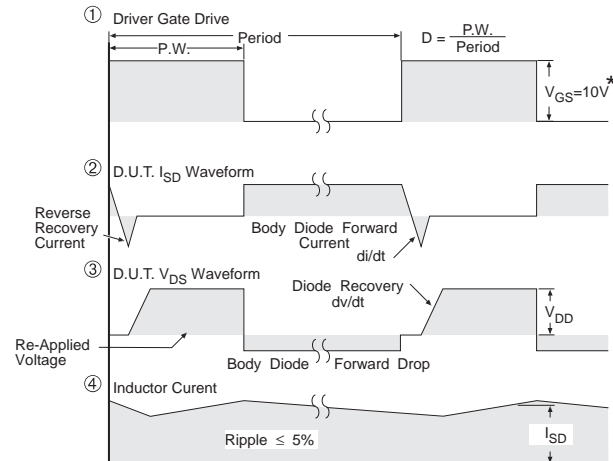 ① Driver Gate Drive
P.W.
Period
D = P.W. / Period
V_GS=10V*
② D.U.T. I_SD Waveform
Reverse
Recovery
Current
Body Diode Forward
Current
di/dt
③ D.U.T. V_DS Waveform
Diode Recovery
dv/dt
V_DD
Re-Applied
Voltage
Body Diode Forward Drop
④ Inductor Curent
Ripple ≤ 5%
I_SD